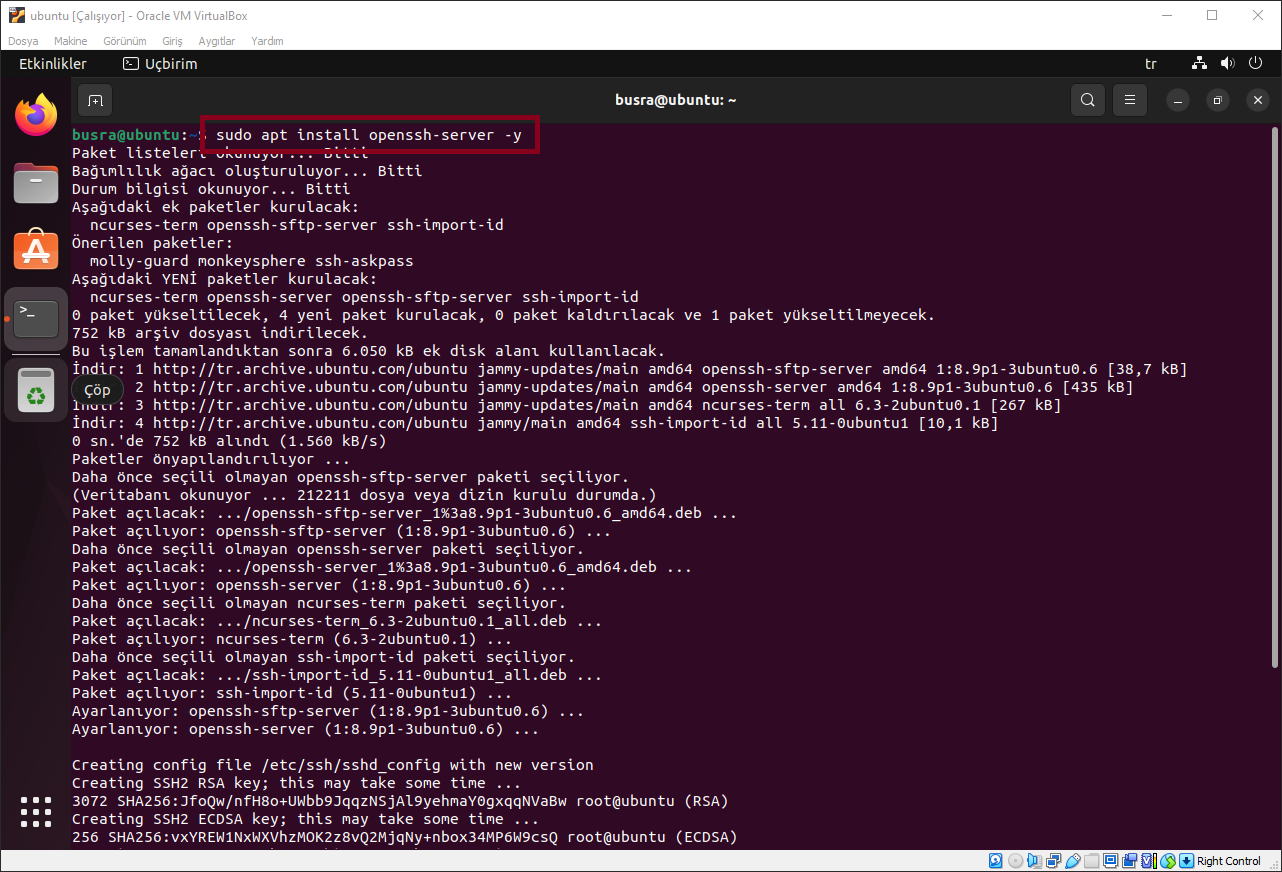 ubuntu [Çalışıyor] - Oracle VM VirtualBox
Dosya Makine Görünüm Giriş Aygıtlar Yardım
Etkinlikler Uçbirim tr
busra@ubuntu: ~
busra@ubuntu:~$ sudo apt install openssh-server -y
Paket listeleri okunuyor... Bitti
Bağımlılık ağacı oluşturuluyor... Bitti
Durum bilgisi okunuyor... Bitti
Aşağıdaki ek paketler kurulacak:
ncurses-term openssh-sftp-server ssh-import-id
Önerilen paketler:
molly-guard monkeysphere ssh-askpass
Aşağıdaki YENİ paketler kurulacak:
ncurses-term openssh-server openssh-sftp-server ssh-import-id
0 paket yükseltilecek, 4 yeni paket kurulacak, 0 paket kaldırılacak ve 1 paket yükseltilmeyecek.
752 kB arşiv dosyası indirilecek.
Bu işlem tamamlandıktan sonra 6.050 kB ek disk alanı kullanılacak.
İndir: 1 http://tr.archive.ubuntu.com/ubuntu jammy-updates/main amd64 openssh-sftp-server amd64 1:8.9p1-3ubuntu0.6 [38,7 kB]
Çöp 2 http://tr.archive.ubuntu.com/ubuntu jammy-updates/main amd64 openssh-server amd64 1:8.9p1-3ubuntu0.6 [435 kB]
İndir: 3 http://tr.archive.ubuntu.com/ubuntu jammy-updates/main amd64 ncurses-term all 6.3-2ubuntu0.1 [267 kB]
İndir: 4 http://tr.archive.ubuntu.com/ubuntu jammy/main amd64 ssh-import-id all 5.11-0ubuntu1 [10,1 kB]
0 sn.'de 752 kB alındı (1.560 kB/s)
Paketler önyapılandırılıyor ...
Daha önce seçili olmayan openssh-sftp-server paketi seçiliyor.
(Veritabanı okunuyor ... 212211 dosya veya dizin kurulu durumda.)
Paket açılacak: .../openssh-sftp-server_1%3a8.9p1-3ubuntu0.6_amd64.deb ...
Paket açılıyor: openssh-sftp-server (1:8.9p1-3ubuntu0.6) ...
Daha önce seçili olmayan openssh-server paketi seçiliyor.
Paket açılacak: .../openssh-server_1%3a8.9p1-3ubuntu0.6_amd64.deb ...
Paket açılıyor: openssh-server (1:8.9p1-3ubuntu0.6) ...
Daha önce seçili olmayan ncurses-term paketi seçiliyor.
Paket açılacak: .../ncurses-term_6.3-2ubuntu0.1_all.deb ...
Paket açılıyor: ncurses-term (6.3-2ubuntu0.1) ...
Daha önce seçili olmayan ssh-import-id paketi seçiliyor.
Paket açılacak: .../ssh-import-id_5.11-0ubuntu1_all.deb ...
Paket açılıyor: ssh-import-id (5.11-0ubuntu1) ...
Ayarlanıyor: openssh-sftp-server (1:8.9p1-3ubuntu0.6) ...
Ayarlanıyor: openssh-server (1:8.9p1-3ubuntu0.6) ...
Creating config file /etc/ssh/sshd_config with new version
Creating SSH2 RSA key; this may take some time ...
3072 SHA256:JfoQw/nfH8o+UWbb9JqqzNSjAl9yehmaY0gxqqNVaBw root@ubuntu (RSA)
Creating SSH2 ECDSA key; this may take some time ...
256 SHA256:vxYREW1NxWXVhzMOK2z8vQ2MjqNy+nbox34MP6W9csQ root@ubuntu (ECDSA)
Right Control